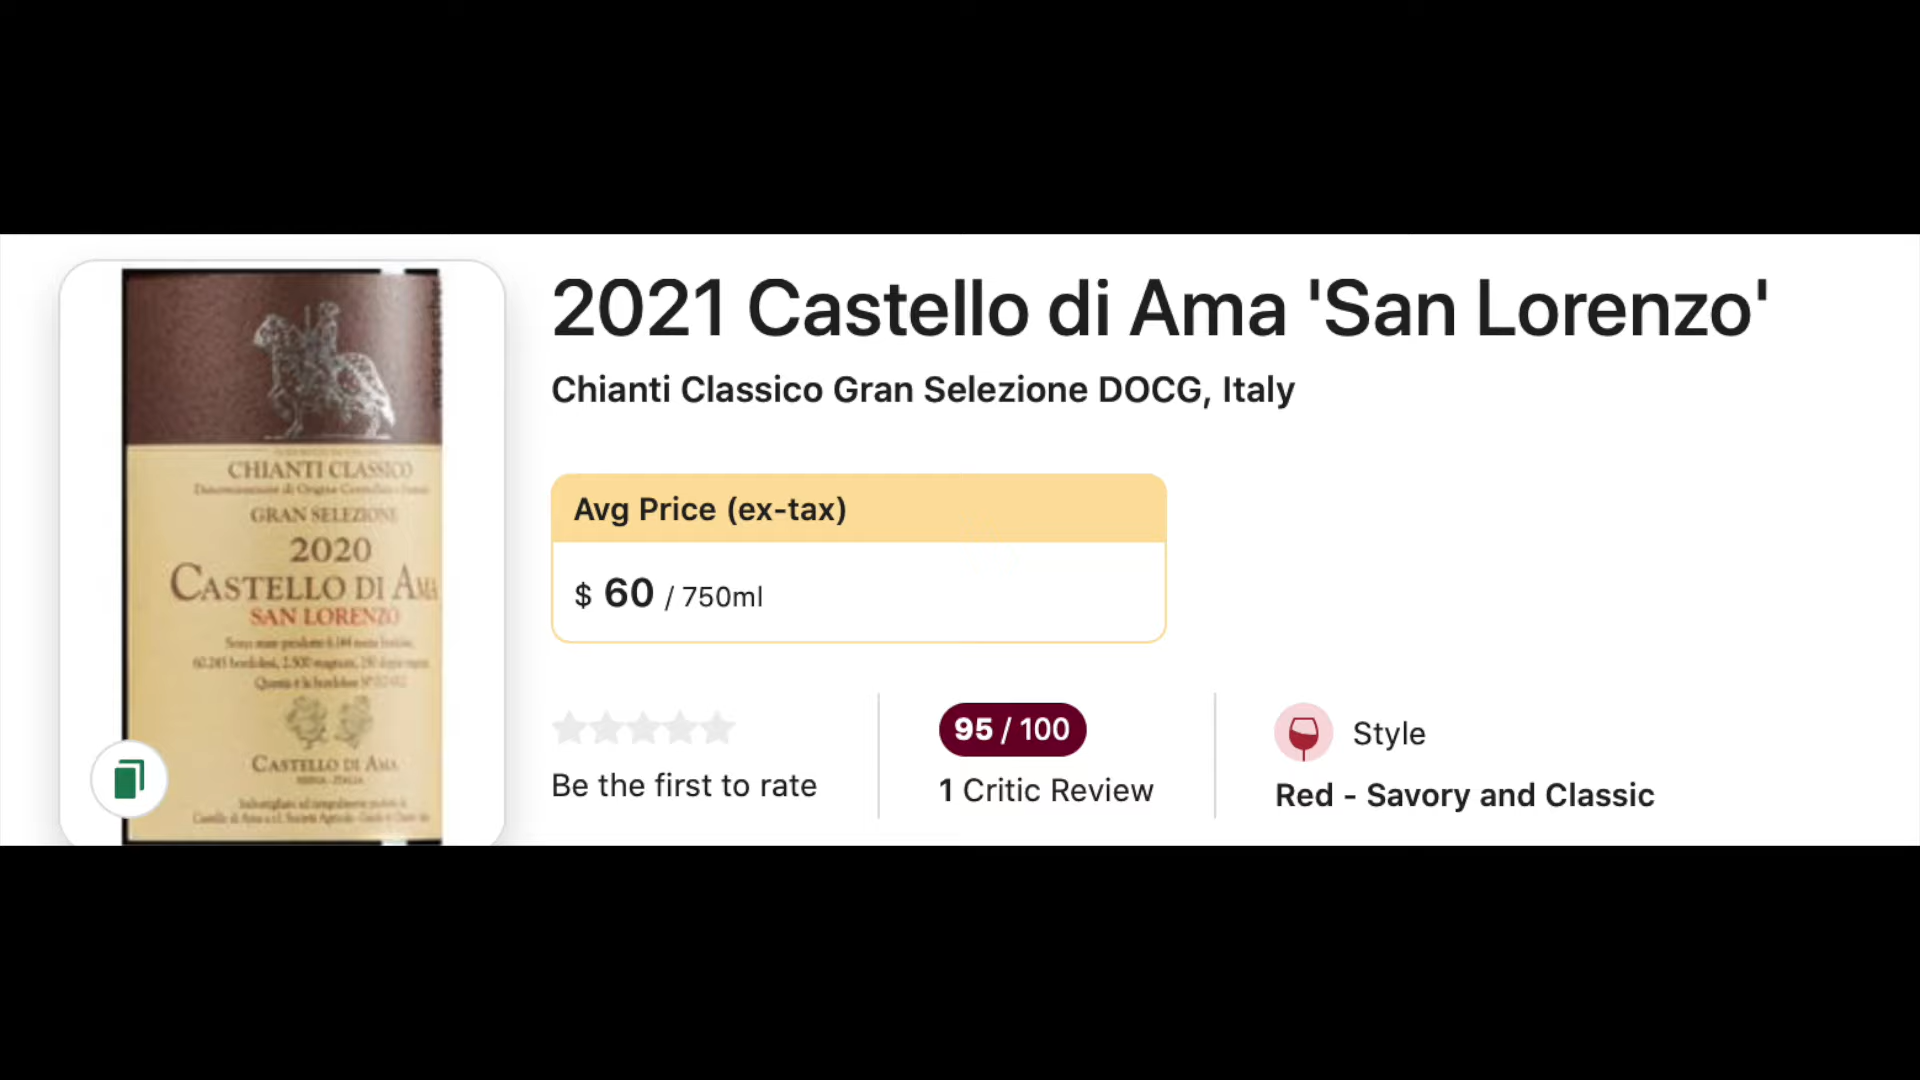 2021 Castello di Ama 'San Lorenzo'
Chianti Classico Gran Selezione DOCG, Italy
Avg Price (ex-tax)
$ 60 / 750ml
Be the first to rate
95 / 100
1 Critic Review
Style
Red - Savory and Classic
CHIANTI CLASSICO
GRAN SELEZIONE
2020
CASTELLO DI AMA
SAN LORENZO
CASTELLO DI AMA